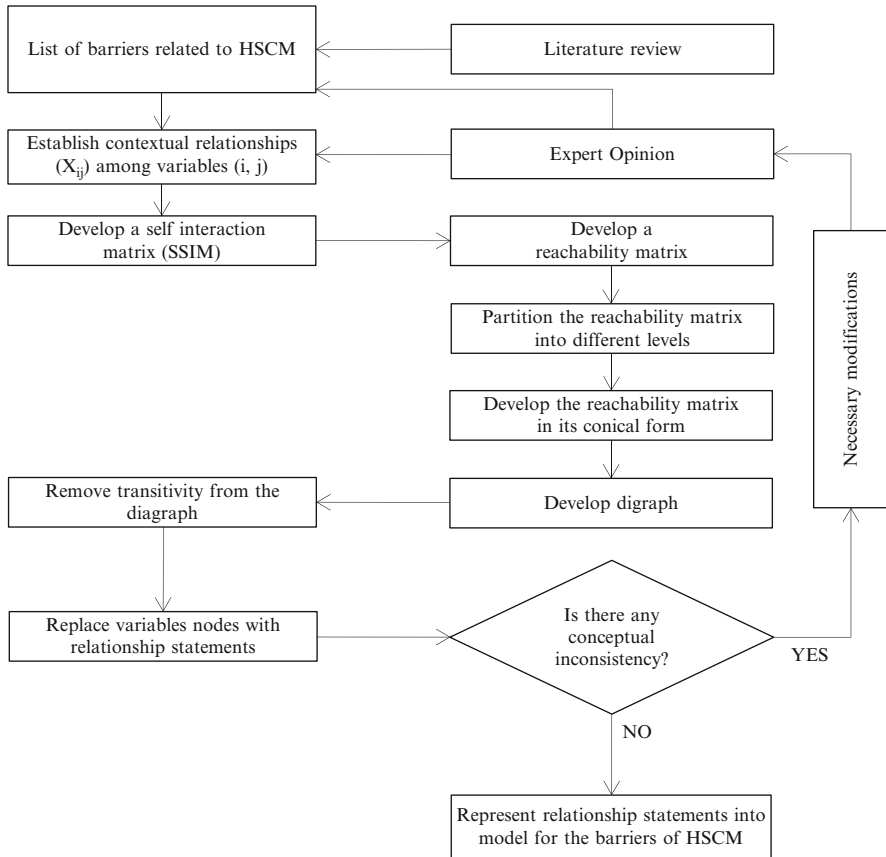 List of barriers related to HSCM
Literature review
Establish contextual relationships
(Xij) among variables (i, j)
Expert Opinion
Develop a self interaction
matrix (SSIM)
Develop a
reachability matrix
Partition the reachability matrix
into different levels
Develop the reachability matrix
in its conical form
Necessary modifications
Remove transitivity from the
diagraph
Develop digraph
Replace variables nodes with
relationship statements
Is there any
conceptual
inconsistency?
YES
NO
Represent relationship statements into
model for the barriers of HSCM